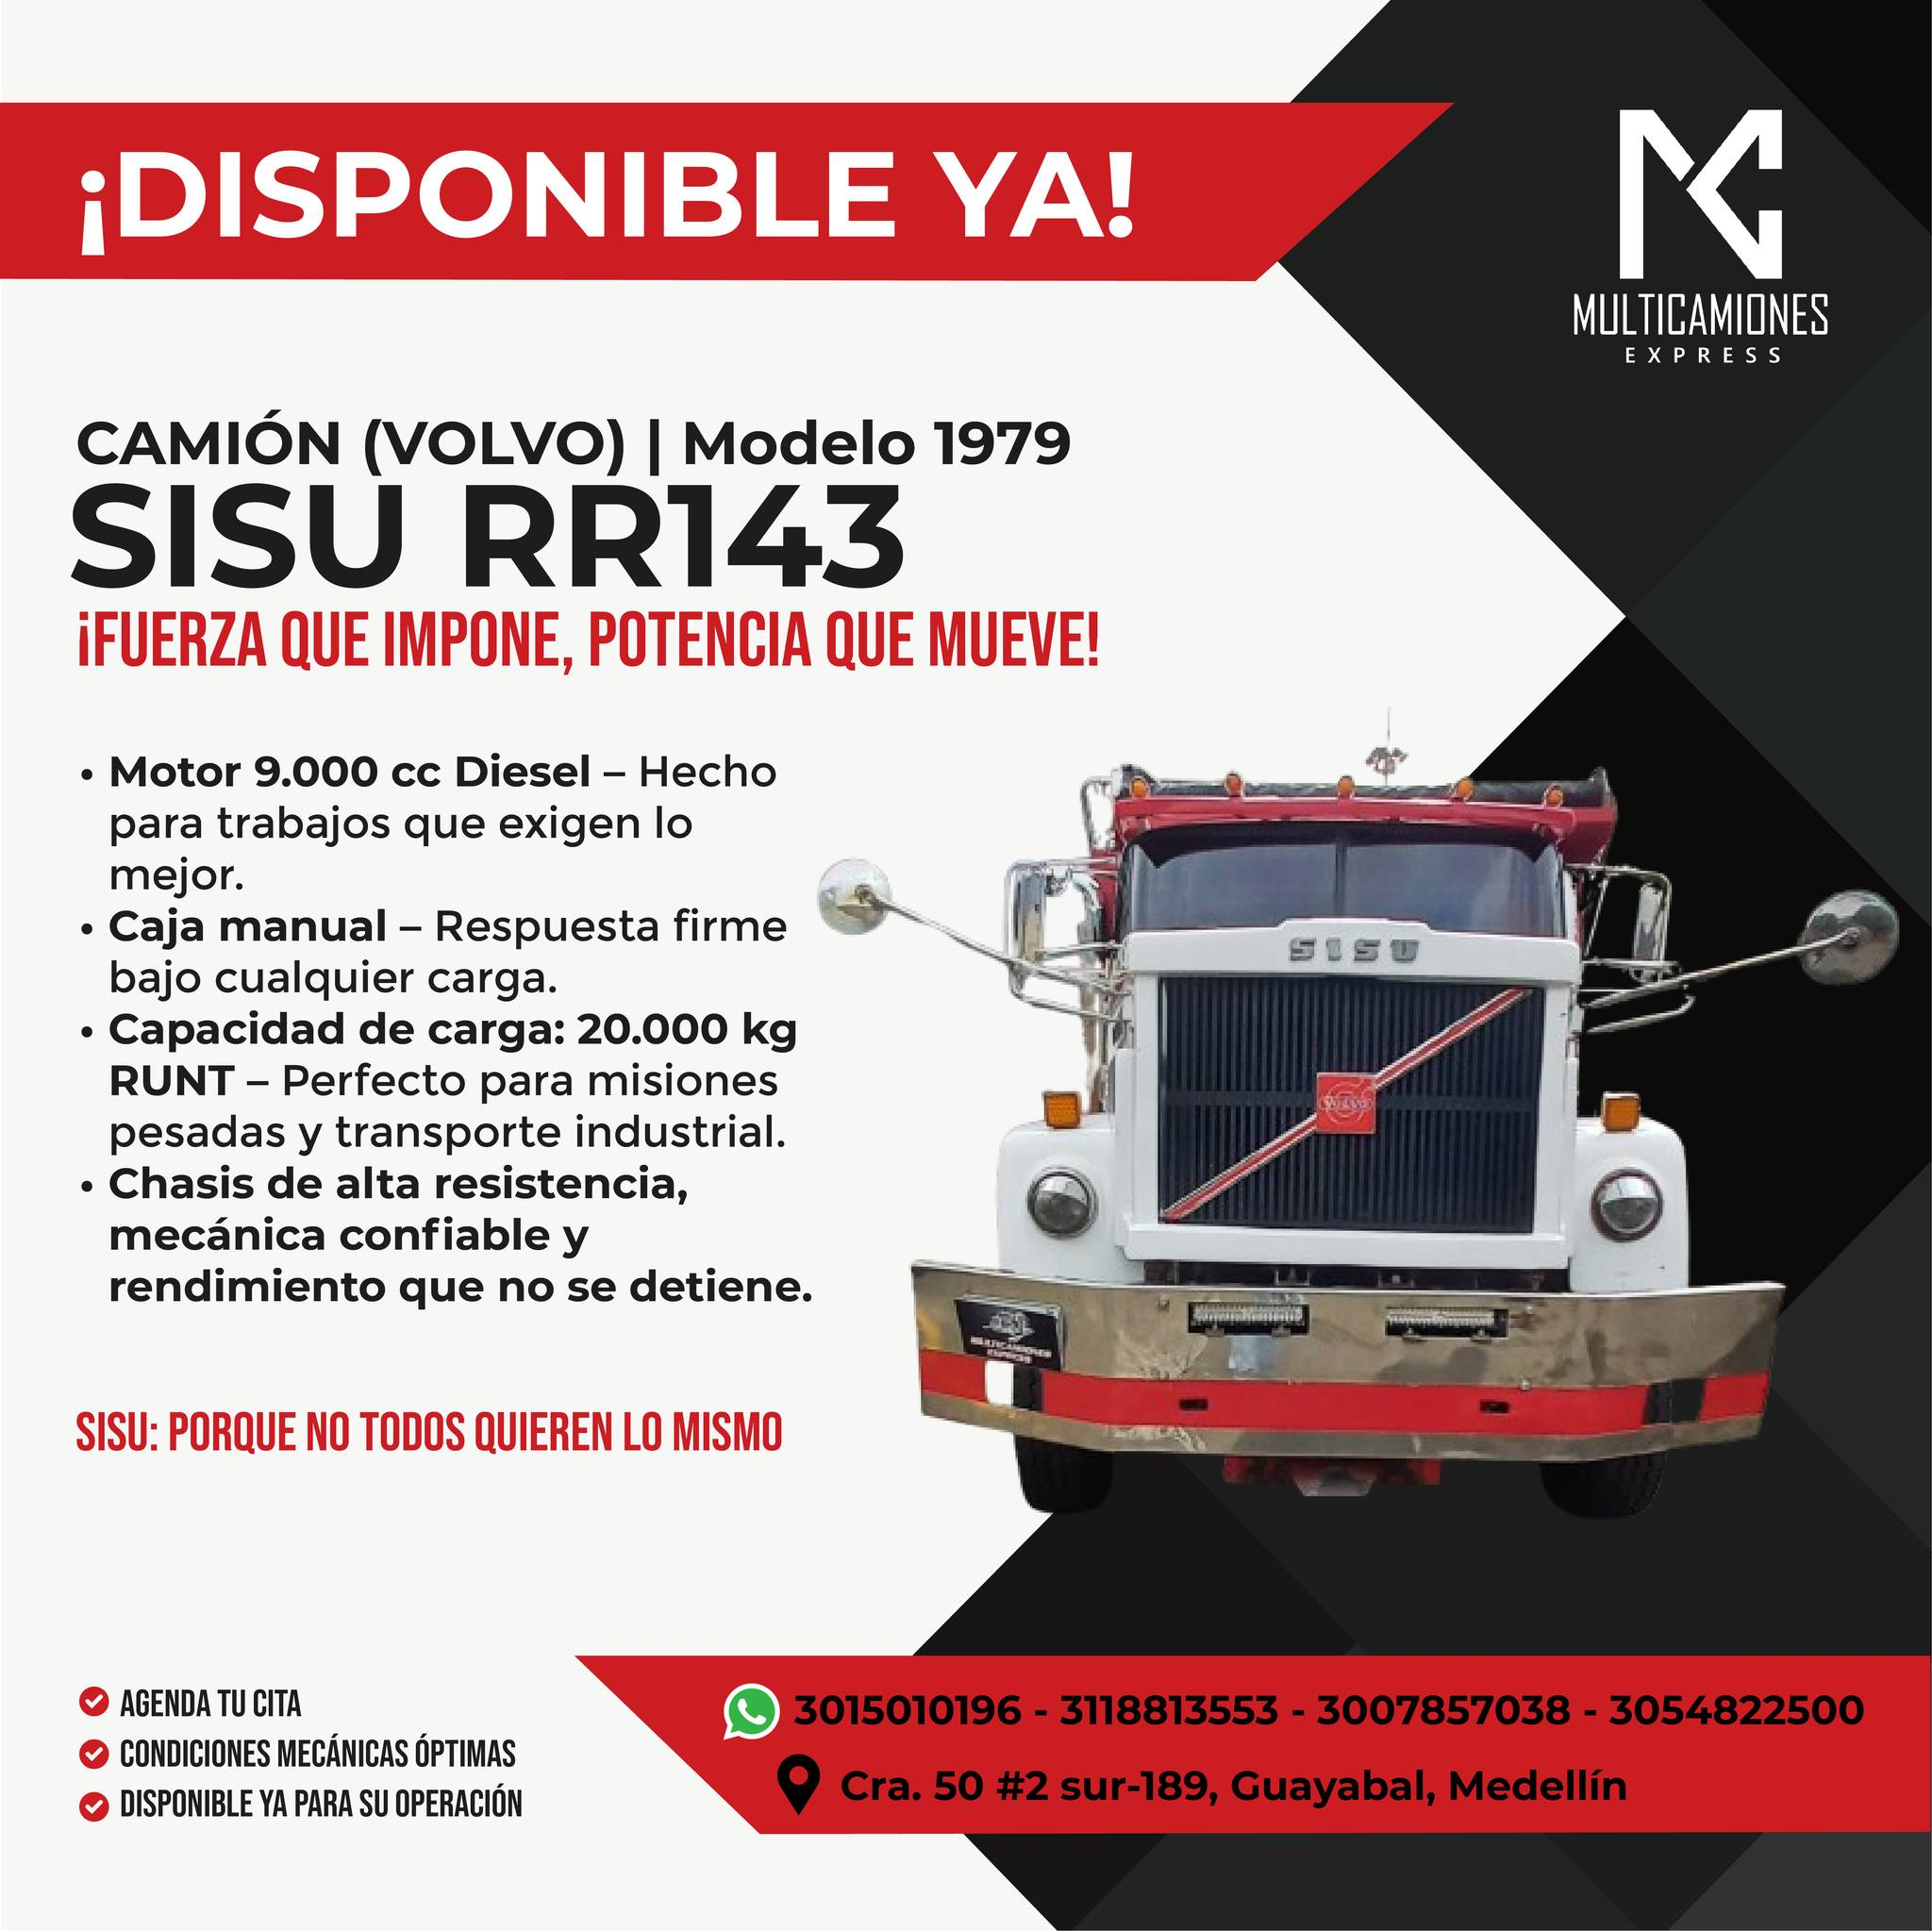 ¡DISPONIBLE YA!
MULTICAMIONES
EXPRESS
CAMIÓN (VOLVO) | Modelo 1979
SISU RR143
¡FUERZA QUE IMPONE, POTENCIA QUE MUEVE!
• Motor 9.000 cc Diesel – Hecho
para trabajos que exigen lo
mejor.
• Caja manual – Respuesta firme
bajo cualquier carga.
• Capacidad de carga: 20.000 kg
RUNT – Perfecto para misiones
pesadas y transporte industrial.
• Chasis de alta resistencia,
mecánica confiable y
rendimiento que no se detiene.
SISU
VOLVO
MULTICAMIONES
EXPRESS
SISU: PORQUE NO TODOS QUIEREN LO MISMO
AGENDA TU CITA
CONDICIONES MECÁNICAS ÓPTIMAS
DISPONIBLE YA PARA SU OPERACIÓN
3015010196 - 3118813553 - 3007857038 - 3054822500
Cra. 50 #2 sur-189, Guayabal, Medellín